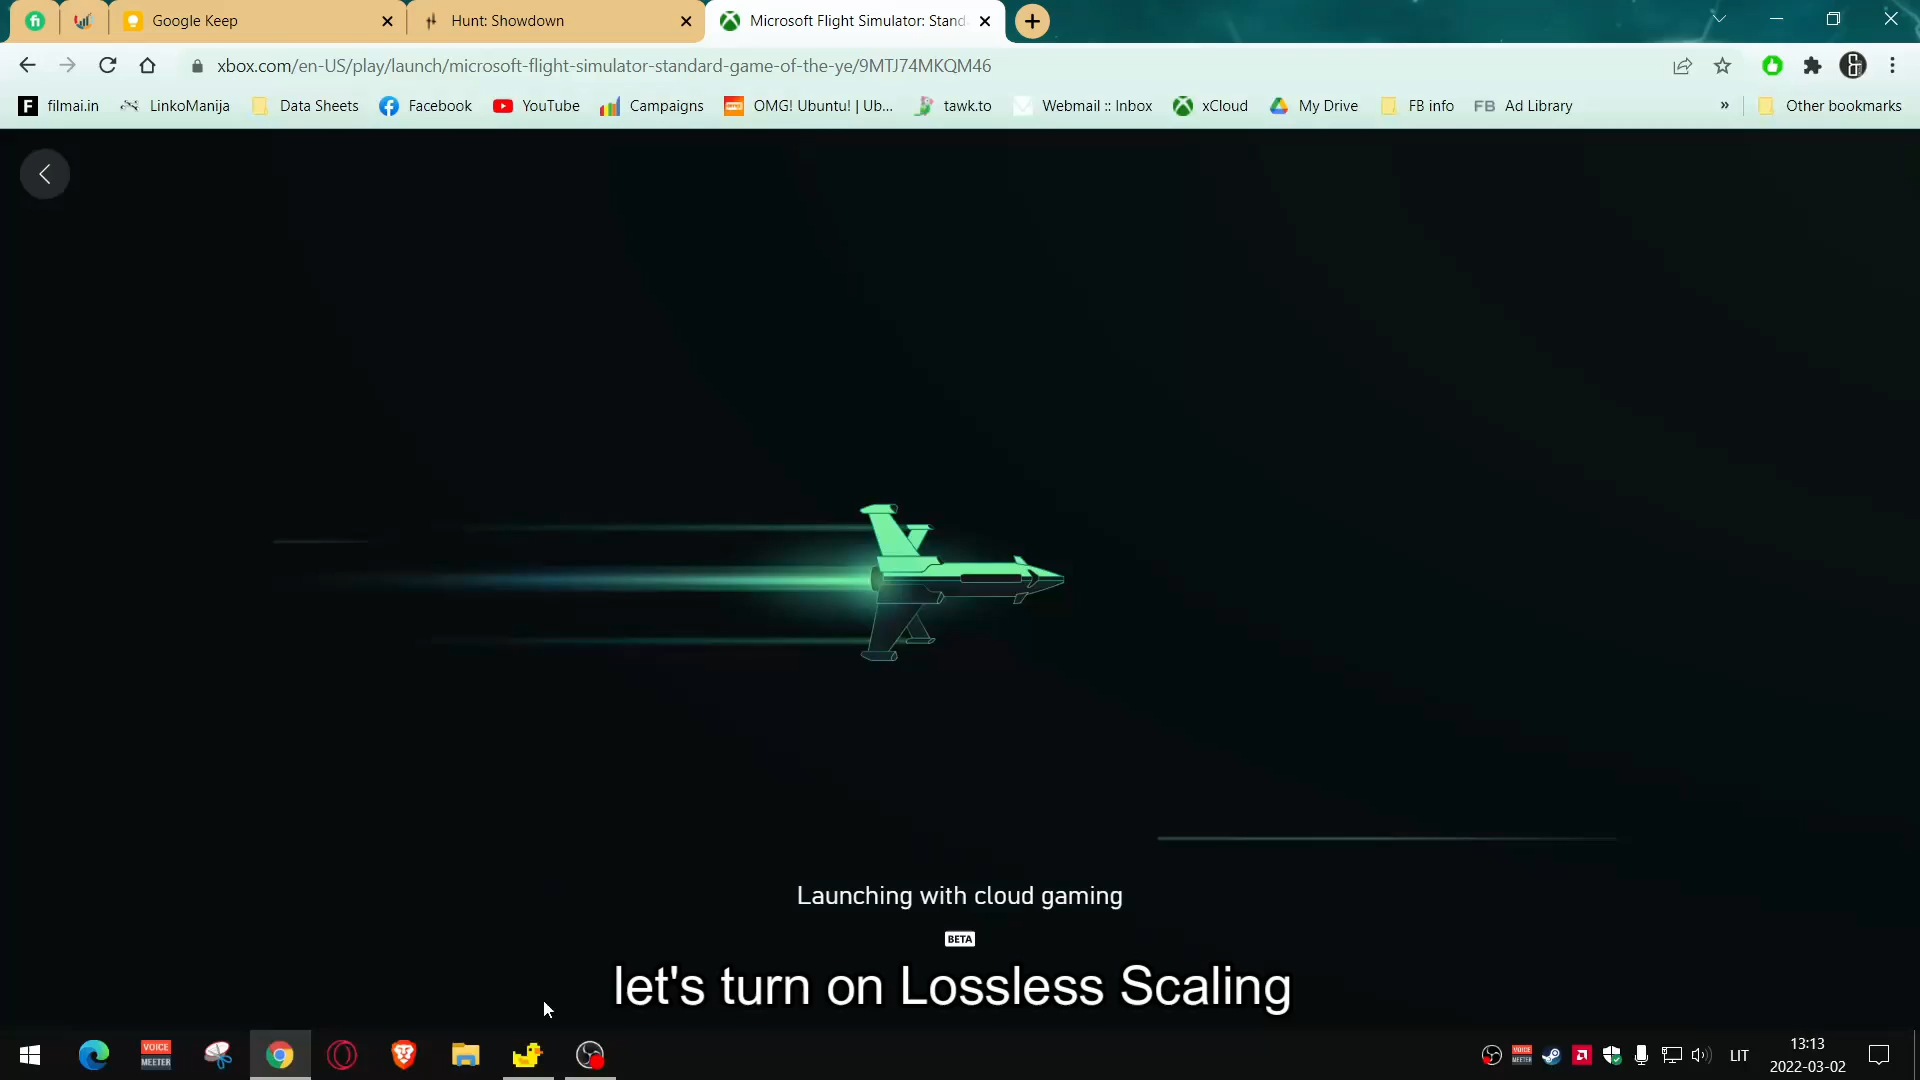 Google Keep
Hunt: Showdown
Microsoft Flight Simulator: Stand
xbox.com/en-US/play/launch/microsoft-flight-simulator-standard-game-of-the-ye/9MTJ74MKQM46
F filmai.in
LinkoManija
Data Sheets
Facebook
YouTube
Campaigns
OMG! Ubuntu! | Ub...
tawk.to
Webmail :: Inbox
xCloud
My Drive
FB info
FB Ad Library
»
Other bookmarks
Launching with cloud gaming
BETA
let's turn on Lossless Scaling
VOICE
MEETER
LIT
13:13
2022-03-02